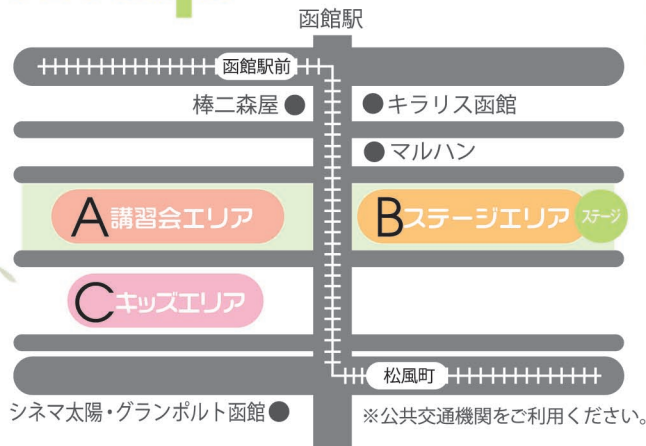 函館駅
函館駅前
棒二森屋●
●キラリス函館
●マルハン
A講習会エリア
Bステージエリア
ステージ
Cキッズエリア
松風町
シネマ太陽・グランポルト函館●
※公共交通機関をご利用ください。